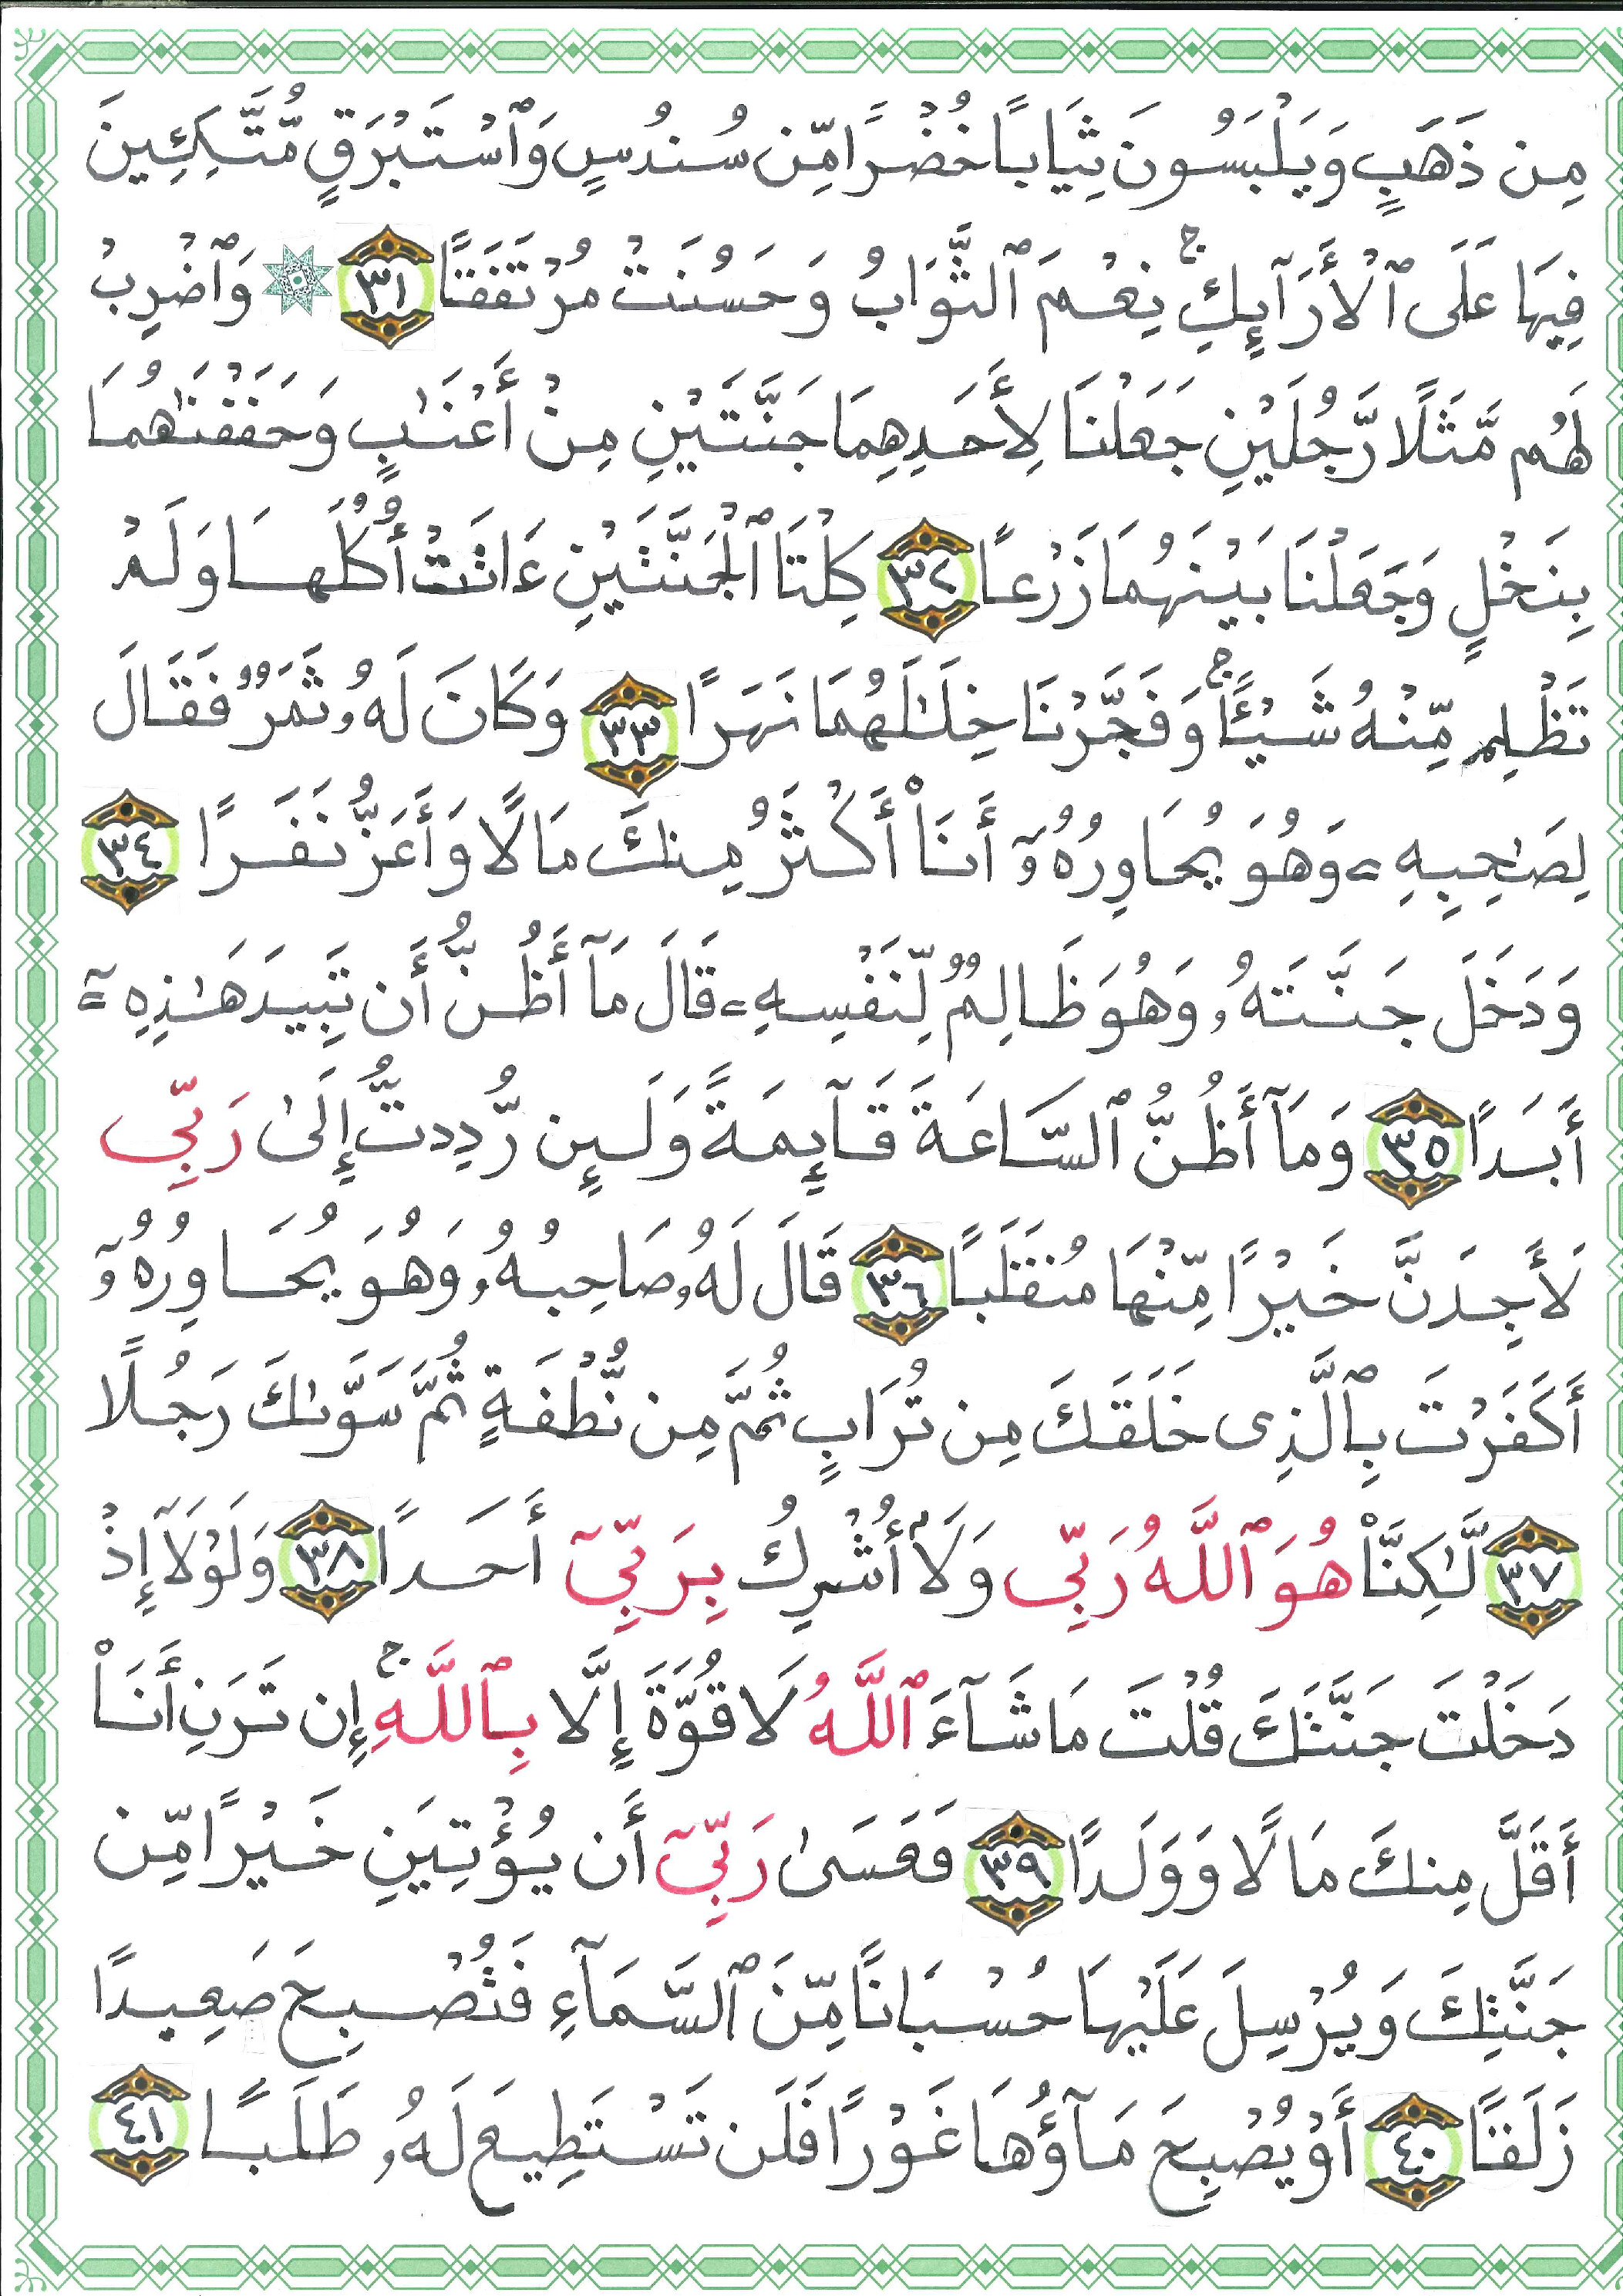 مِن ذَهَبٍ وَيَلْبَسُونَ ثِيَابًا خُضْرًا مِّن سُندُسٍ وَٱسْتَبْرَقٍ مُّتَّكِـِٔينَ
فِيهَا عَلَى ٱلْأَرَآئِكِ ۚ نِعْمَ ٱلثَّوَابُ وَحَسُنَتْ مُرْتَفَقًا ٣١ ۞ وَٱضْرِبْ
لَهُم مَّثَلًا رَّجُلَيْنِ جَعَلْنَا لِأَحَدِهِمَا جَنَّتَيْنِ مِنْ أَعْنَٰبٍ وَحَفَفْنَٰهُمَا
بِنَخْلٍ وَجَعَلْنَا بَيْنَهُمَا زَرْعًا ٣٢ كِلْتَا ٱلْجَنَّتَيْنِ ءَاتَتْ أُكُلَهَا وَلَمْ
تَظْلِم مِّنْهُ شَيْـًٔا ۚ وَفَجَّرْنَا خِلَٰلَهُمَا نَهَرًا ٣٣ وَكَانَ لَهُۥ ثَمَرٌ فَقَالَ
لِصَٰحِبِهِۦ وَهُوَ يُحَاوِرُهُۥٓ أَنَا۠ أَكْثَرُ مِنكَ مَالًا وَأَعَزُّ نَفَرًا ٣٤
وَدَخَلَ جَنَّتَهُۥ وَهُوَ ظَالِمٌ لِّنَفْسِهِۦ قَالَ مَآ أَظُنُّ أَن تَبِيدَ هَٰذِهِۦٓ
أَبَدًا ٣٥ وَمَآ أَظُنُّ ٱلسَّاعَةَ قَآئِمَةً وَلَئِن رُّدِدتُّ إِلَىٰ رَبِّى
لَأَجِدَنَّ خَيْرًا مِّنْهَا مُنقَلَبًا ٣٦ قَالَ لَهُۥ صَاحِبُهُۥ وَهُوَ يُحَاوِرُهُۥٓ
أَكَفَرْتَ بِٱلَّذِى خَلَقَكَ مِن تُرَابٍ ثُمَّ مِن نُّطْفَةٍ ثُمَّ سَوَّىٰكَ رَجُلًا
٣٧ لَّٰكِنَّا۠ هُوَ ٱللَّهُ رَبِّى وَلَآ أُشْرِكُ بِرَبِّىٓ أَحَدًا ٣٨ وَلَوْلَآ إِذْ
دَخَلْتَ جَنَّتَكَ قُلْتَ مَا شَآءَ ٱللَّهُ لَا قُوَّةَ إِلَّا بِٱللَّهِ ۚ إِن تَرَنِ أَنَا۠
أَقَلَّ مِنكَ مَالًا وَوَلَدًا ٣٩ فَعَسَىٰ رَبِّىٓ أَن يُؤْتِيَنِ خَيْرًا مِّن
جَنَّتِكَ وَيُرْسِلَ عَلَيْهَا حُسْبَانًا مِّنَ ٱلسَّمَآءِ فَتُصْبِحَ صَعِيدًا
زَلَقًا ٤٠ أَوْ يُصْبِحَ مَآؤُهَا غَوْرًا فَلَن تَسْتَطِيعَ لَهُۥ طَلَبًا ٤١